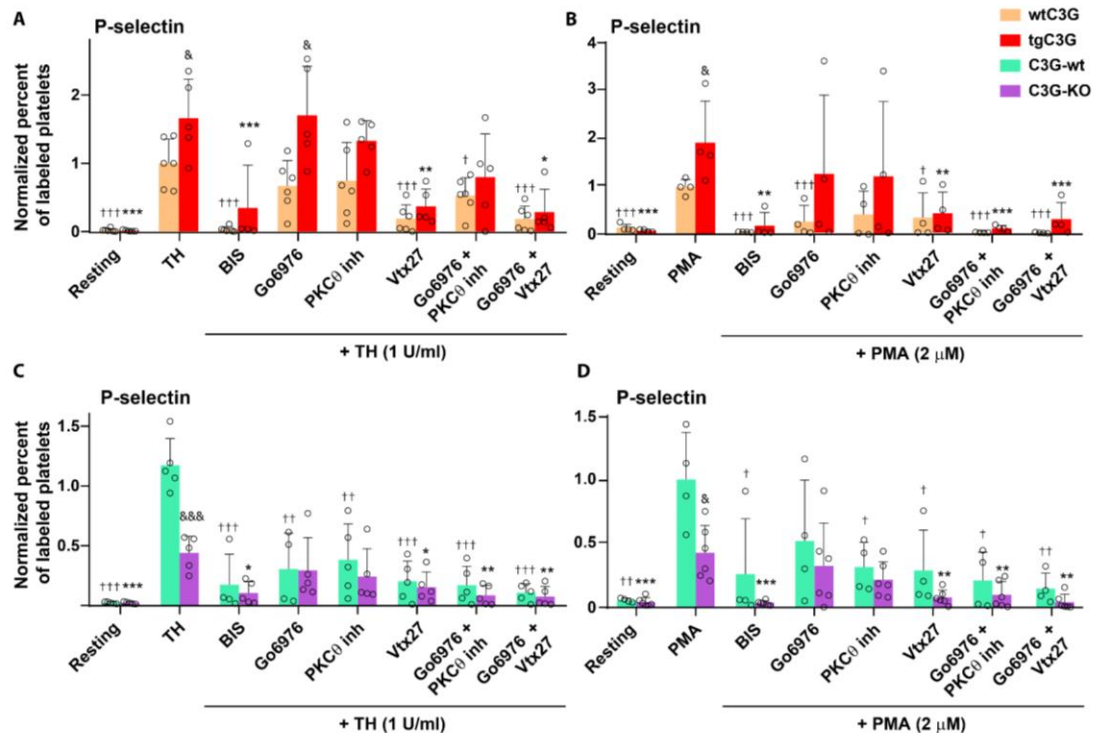 A
P-selectin
Normalized percent
of labeled platelets
2
1
0
†††
***
&
†††
***
&
†††
**
†
†††
*
Resting
TH
BIS
Go6976
PKCθ inh
Vtx27
Go6976 +
PKCθ inh
Go6976 +
Vtx27
+ TH (1 U/ml)
B
P-selectin
4
3
2
1
0
†††
***
&
†††
**
†††
†
**
†††
***
†††
***
Resting
PMA
BIS
Go6976
PKCθ inh
Vtx27
Go6976 +
PKCθ inh
Go6976 +
Vtx27
+ PMA (2 μM)
wtC3G
tgC3G
C3G-wt
C3G-KO
C
P-selectin
Normalized percent
of labeled platelets
1.5
1.0
0.5
†††
***
&&&
†††
*
††
††
†††
*
†††
**
†††
**
Resting
TH
BIS
Go6976
PKCθ inh
Vtx27
Go6976 +
PKCθ inh
Go6976 +
Vtx27
+ TH (1 U/ml)
D
P-selectin
1.5
1.0
0.5
0
††
***
&
†
***
†
†
**
†
**
††
**
Resting
PMA
BIS
Go6976
PKCθ inh
Vtx27
Go6976 +
PKCθ inh
Go6976 +
Vtx27
+ PMA (2 μM)